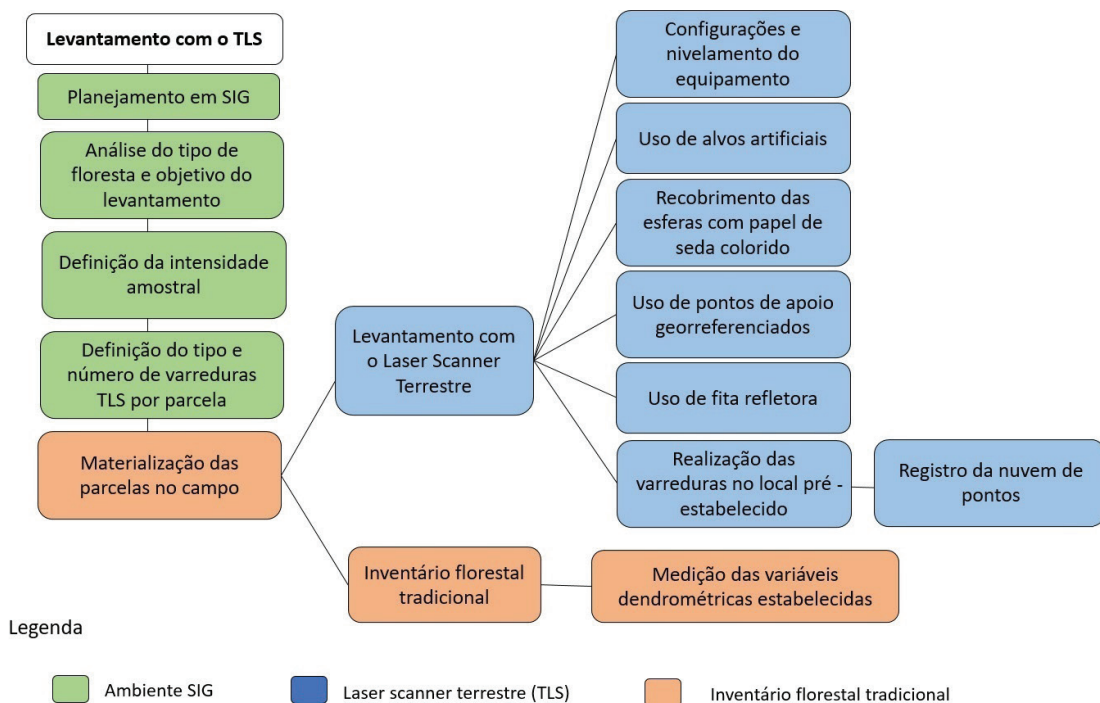 Levantamento com o TLS
Planejamento em SIG
Análise do tipo de
floresta e objetivo do
levantamento
Definição da intensidade
amostral
Definição do tipo e
número de varreduras
TLS por parcela
Materialização das
parcelas no campo
Levantamento com
o Laser Scanner
Terrestre
Configurações e
nivelamento do
equipamento
Uso de alvos artificiais
Recobrimento das
esferas com papel de
seda colorido
Uso de pontos de apoio
georreferenciados
Uso de fita refletora
Realização das
varreduras no local pré -
estabelecido
Registro da nuvem de
pontos
Inventário florestal
tradicional
Medição das variáveis
dendrométricas estabelecidas
Legenda
Ambiente SIG
Laser scanner terrestre (TLS)
Inventário florestal tradicional